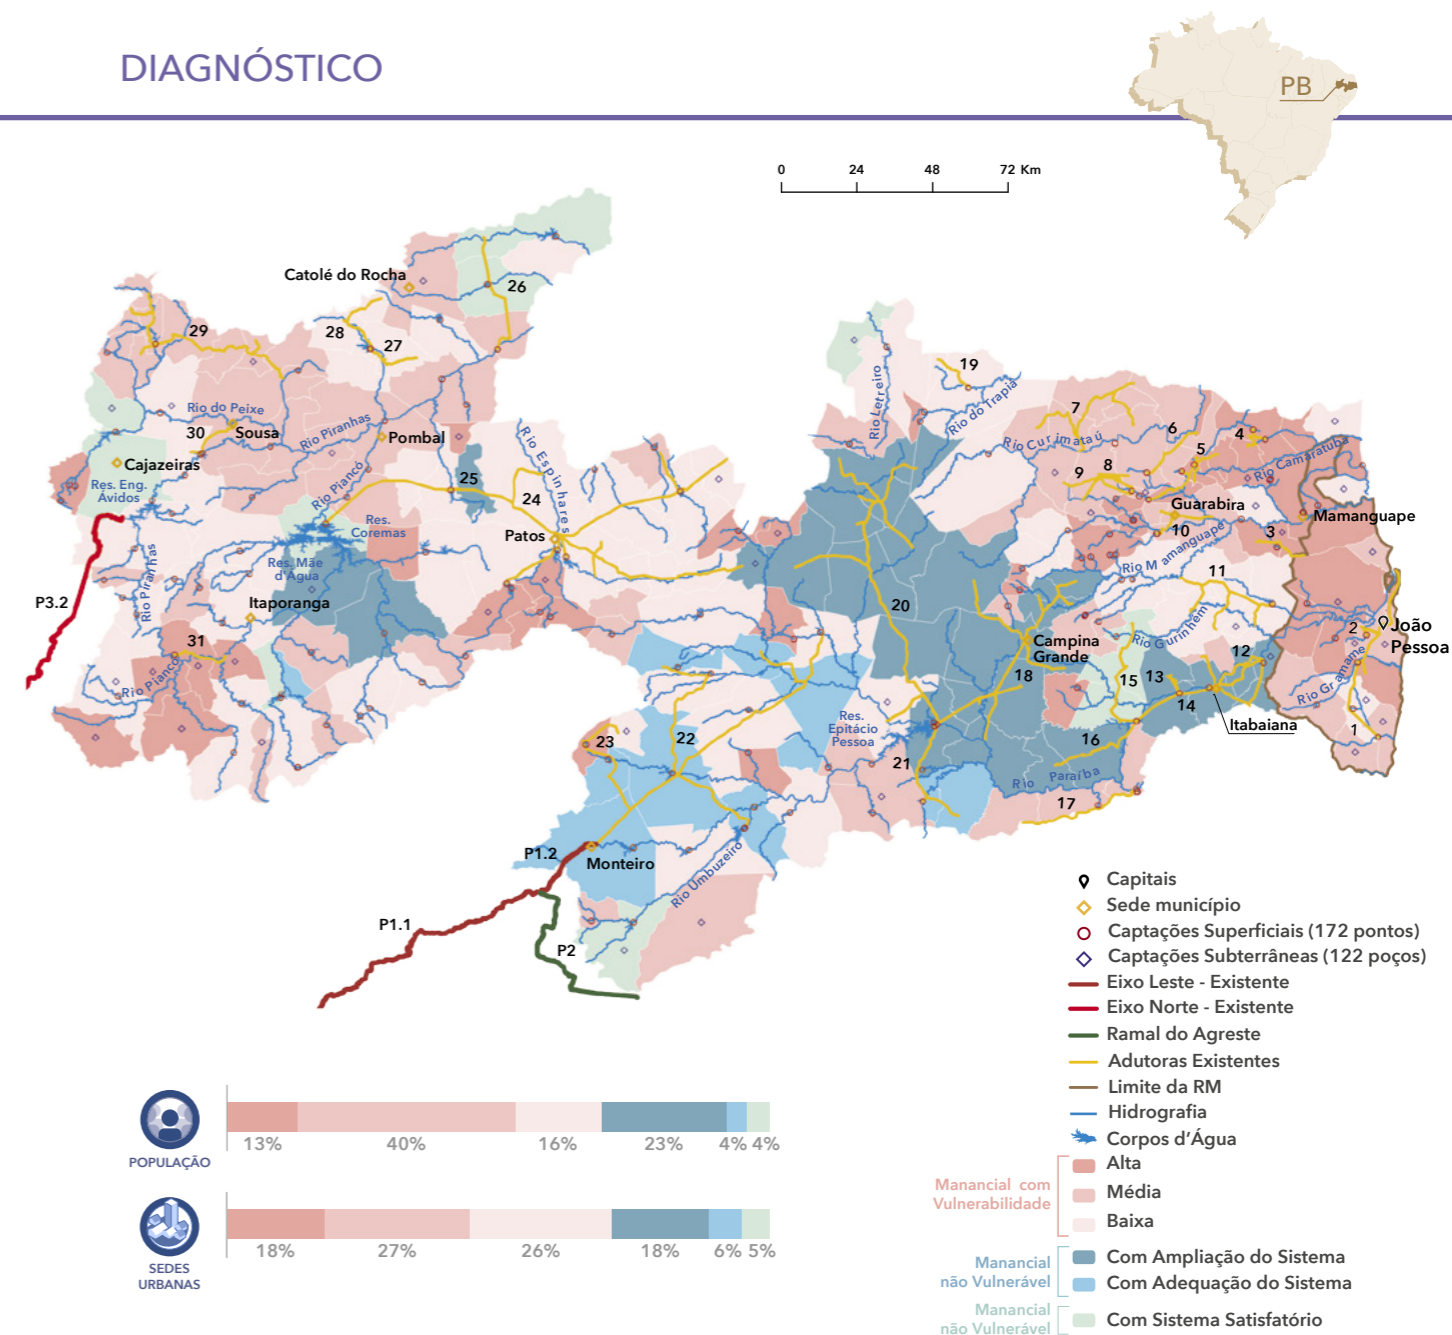 DIAGNÓSTICO
PB
0 24 48 72 Km
Catolé do Rocha
26
29
28
27
19
Rio Letreiro
Rio do Trapiá
7
6
4
5
Rio Curimataú
Rio Camaratuba
9
8
Rio do Peixe
30
Sousa
Rio Piranhas
Pombal
Rio Espinharas
Cajazeiras
Res. Eng.
Ávidos
Rio Piancó
25
24
Res.
Coremas
Patos
Guarabira
Mamanguape
10
3
Rio Mamanguape
Res. Mãe
d'Água
11
P3.2
Rio Piranhas
Itaporanga
20
Rio Gurinhém
João
Pessoa
2
31
Campina
Grande
12
Rio Piancó
18
15
13
14
Rio Gramame
Itabaiana
1
Res.
Epitácio
Pessoa
23
22
16
21
Rio Paraíba
17
P1.2
Monteiro
Rio Umbuzeiro
P1.1
P2
Capitais
Sede município
Captações Superficiais (172 pontos)
Captações Subterrâneas (122 poços)
Eixo Leste - Existente
Eixo Norte - Existente
Ramal do Agreste
Adutoras Existentes
Limite da RM
Hidrografia
Corpos d'Água
Manancial com
Vulnerabilidade
Alta
Média
Baixa
Manancial
não Vulnerável
Com Ampliação do Sistema
Com Adequação do Sistema
Manancial
não Vulnerável
Com Sistema Satisfatório
POPULAÇÃO
13% 40% 16% 23% 4% 4%
SEDES
URBANAS
18% 27% 26% 18% 6% 5%